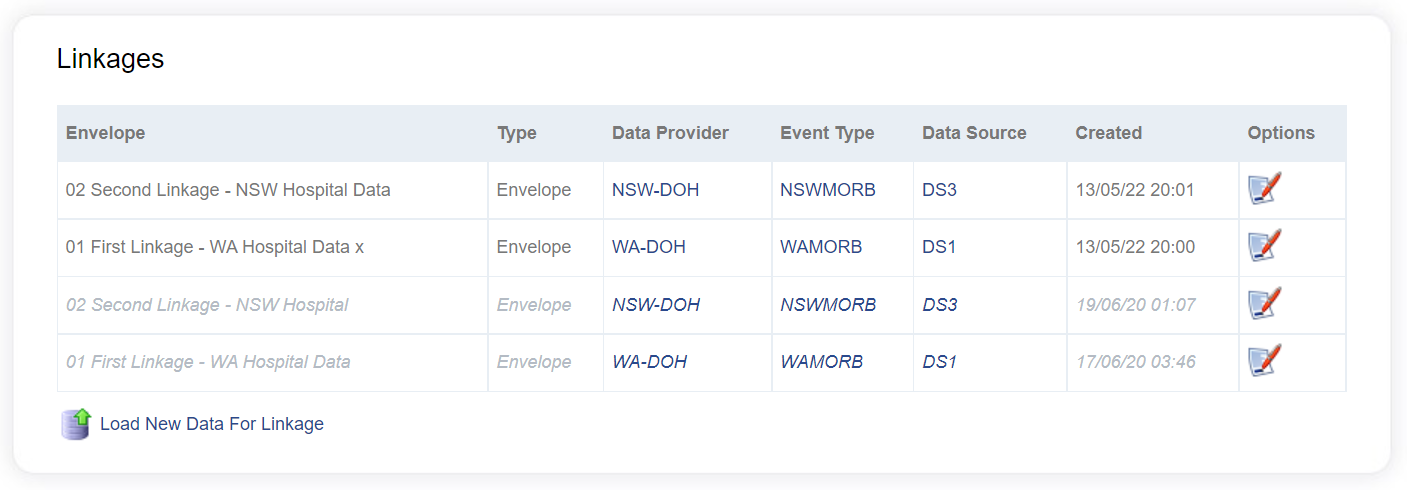 Linkages
Envelope Type Data Provider Event Type Data Source Created Options
02 Second Linkage - NSW Hospital Data Envelope NSW-DOH NSWMORB DS3 13/05/22 20:01
01 First Linkage - WA Hospital Data x Envelope WA-DOH WAMORB DS1 13/05/22 20:00
02 Second Linkage - NSW Hospital Envelope NSW-DOH NSWMORB DS3 19/06/20 01:07
01 First Linkage - WA Hospital Data Envelope WA-DOH WAMORB DS1 17/06/20 03:46
Load New Data For Linkage